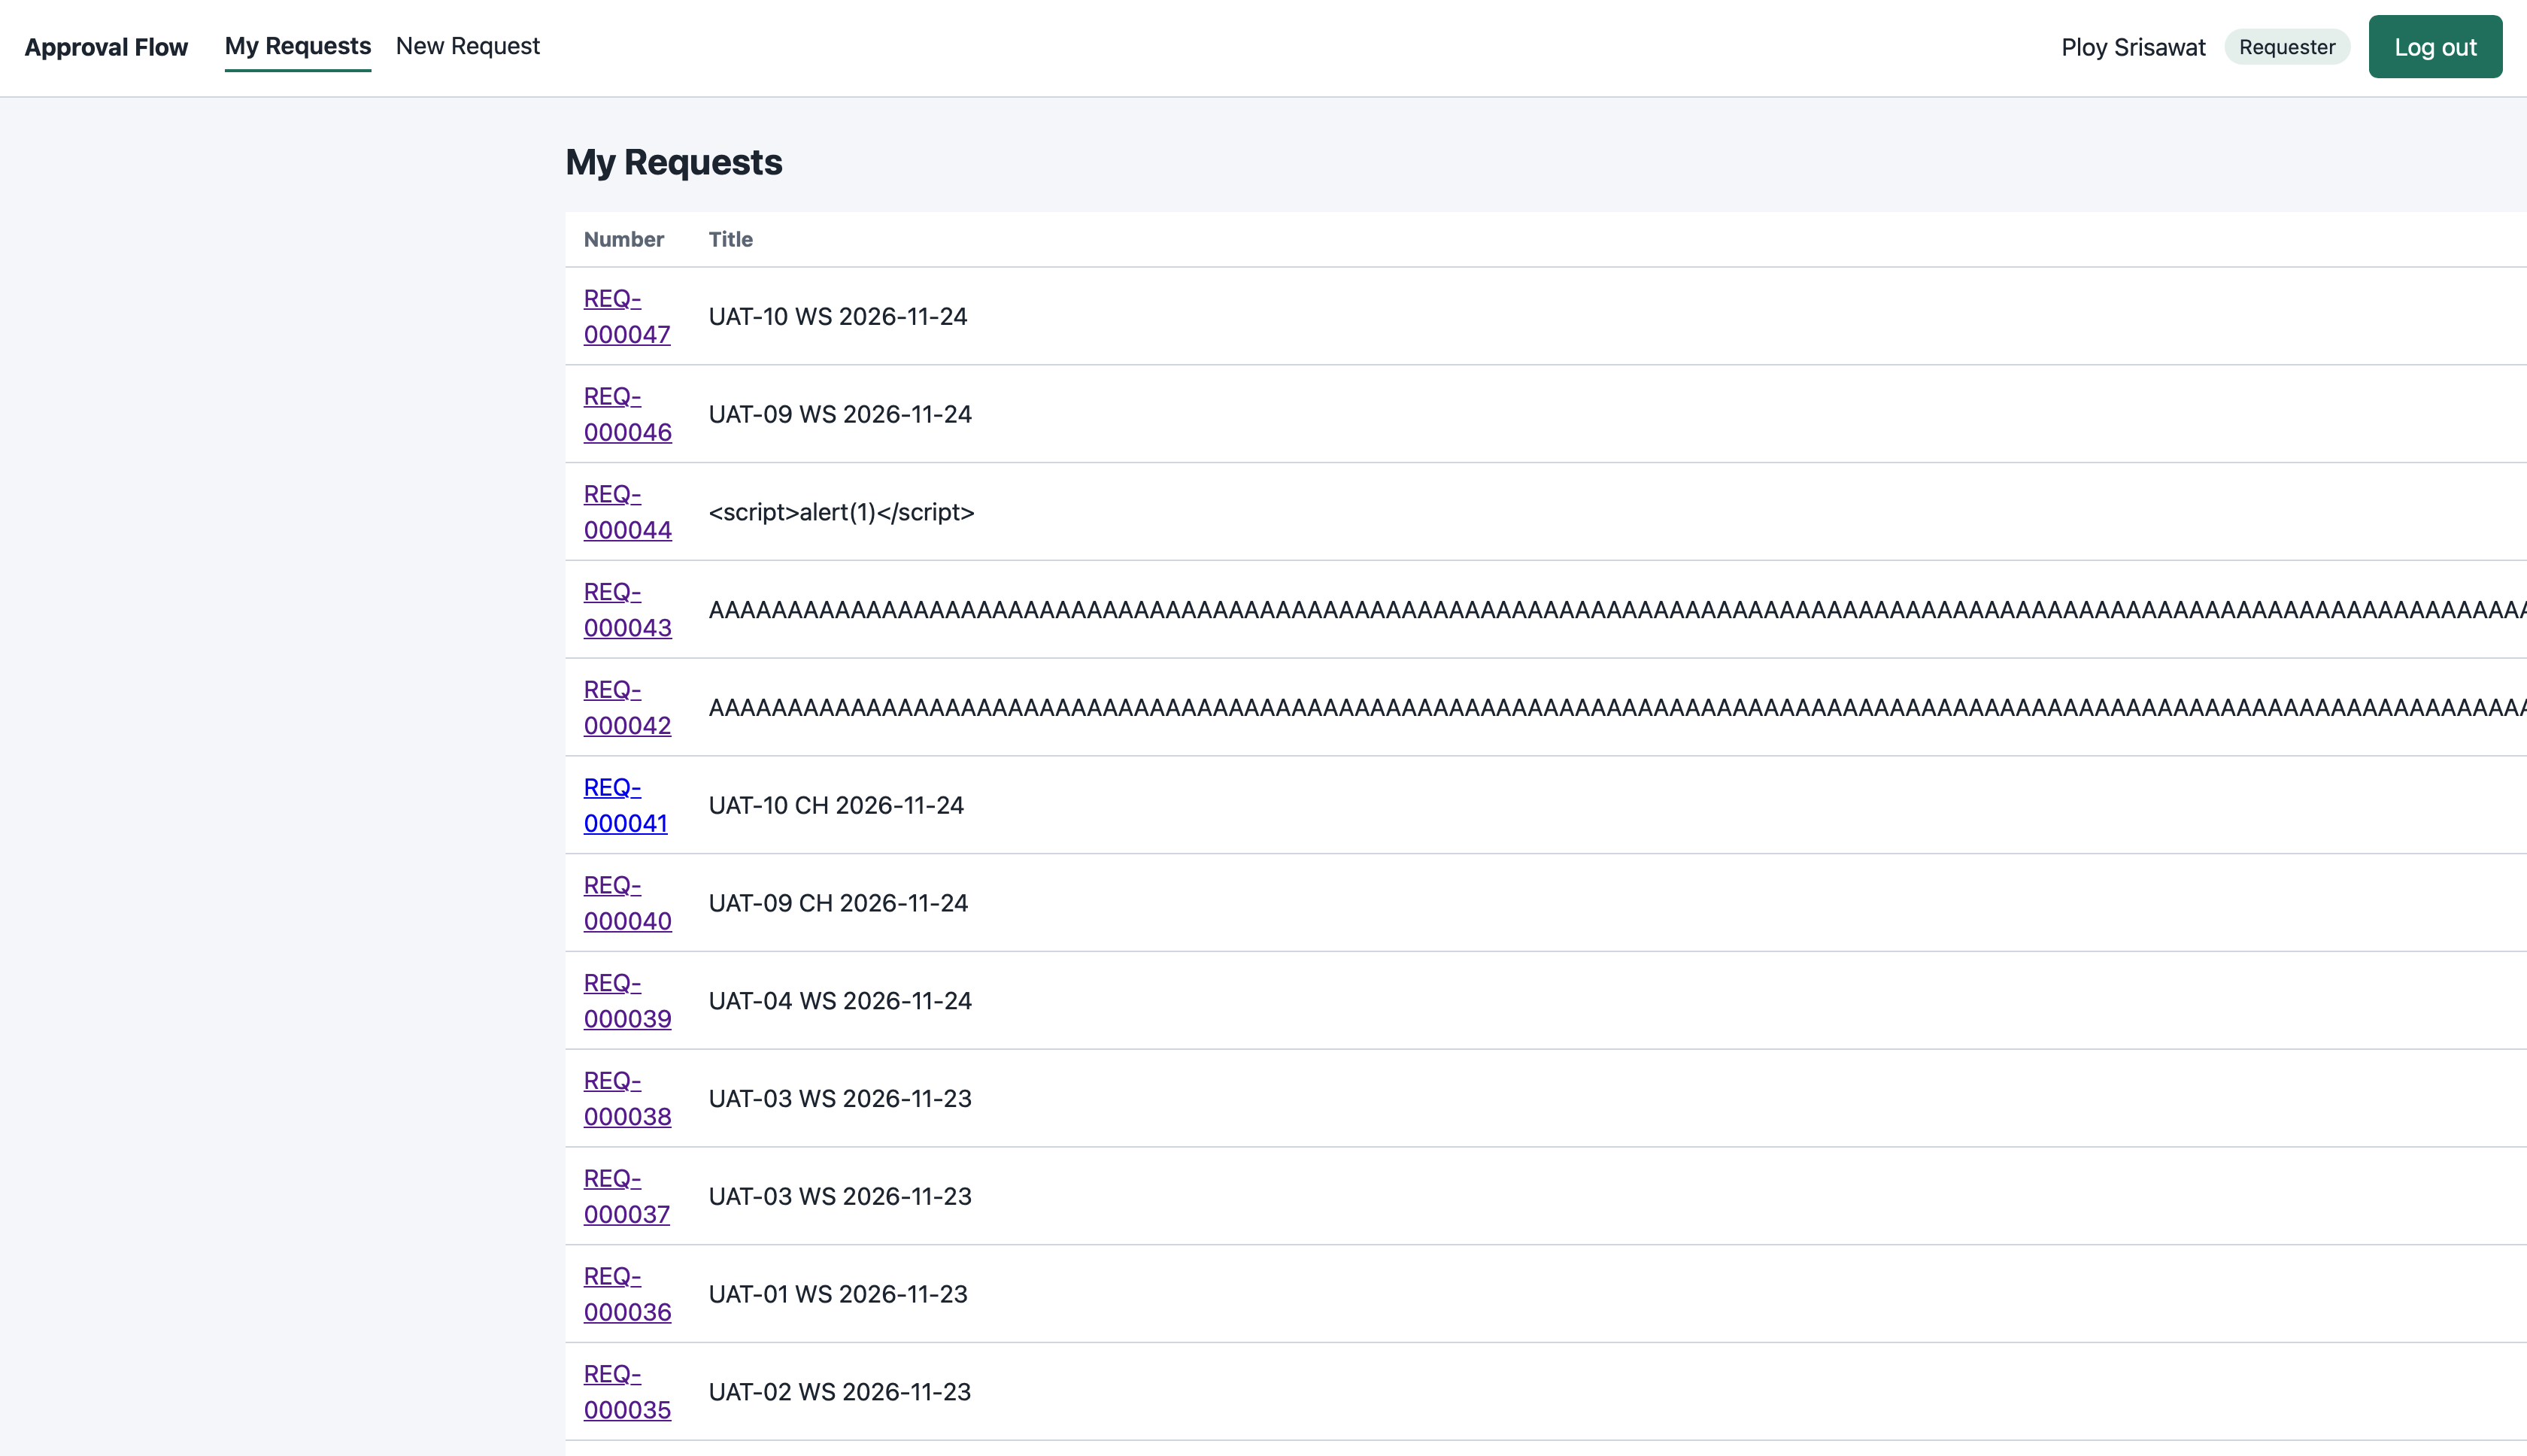 Approval Flow My Requests New Request Ploy Srisawat Requester Log out
My Requests
Number Title
REQ-
000047
UAT-10 WS 2026-11-24
REQ-
000046
UAT-09 WS 2026-11-24
REQ-
000044
<script>alert(1)</script>
REQ-
000043
AAAAAAAAAAAAAAAAAAAAAAAAAAAAAAAAAAAAAAAAAAAAAAAAAAAAAAAAAAAAAAAAAAAAAAAAAAAAAAAAAAAAAAAAAAAAAAAAAAAAAAAAAAAAAAAAAAAA
REQ-
000042
AAAAAAAAAAAAAAAAAAAAAAAAAAAAAAAAAAAAAAAAAAAAAAAAAAAAAAAAAAAAAAAAAAAAAAAAAAAAAAAAAAAAAAAAAAAAAAAAAAAAAAAAAAAAAAAAAAAA
REQ-
000041
UAT-10 CH 2026-11-24
REQ-
000040
UAT-09 CH 2026-11-24
REQ-
000039
UAT-04 WS 2026-11-24
REQ-
000038
UAT-03 WS 2026-11-23
REQ-
000037
UAT-03 WS 2026-11-23
REQ-
000036
UAT-01 WS 2026-11-23
REQ-
000035
UAT-02 WS 2026-11-23